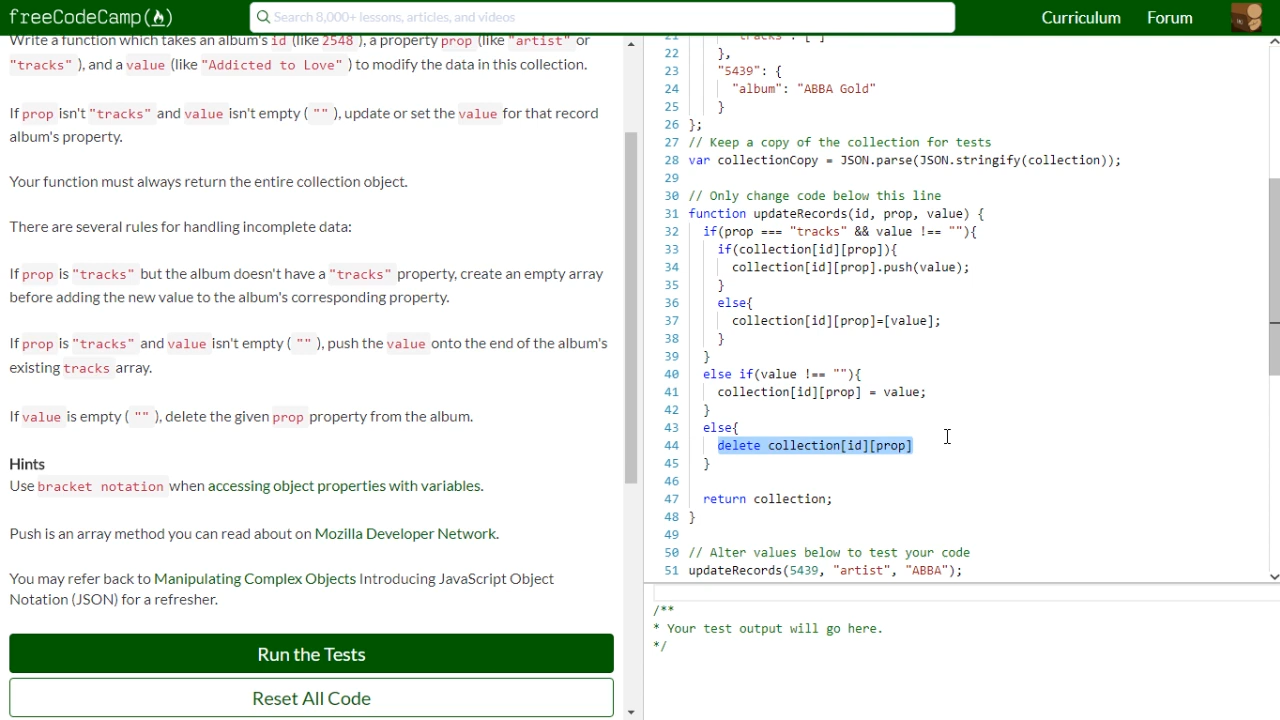 freeCodeCamp
Search 8,000+ lessons, articles, and videos
Curriculum
Forum
Write a function which takes an album's id (like 2548 ), a property prop (like "artist" or
"tracks" ), and a value (like "Addicted to Love" ) to modify the data in this collection.
If prop isn't "tracks" and value isn't empty ( "" ), update or set the value for that record
album's property.
Your function must always return the entire collection object.
There are several rules for handling incomplete data:
If prop is "tracks" but the album doesn't have a "tracks" property, create an empty array
before adding the new value to the album's corresponding property.
If prop is "tracks" and value isn't empty ( "" ), push the value onto the end of the album's
existing tracks array.
If value is empty ( "" ), delete the given prop property from the album.
Hints
Use bracket notation when accessing object properties with variables.
Push is an array method you can read about on Mozilla Developer Network.
You may refer back to Manipulating Complex Objects Introducing JavaScript Object
Notation (JSON) for a refresher.
Run the Tests
Reset All Code
21 "tracks": [ ]
22 },
23 "5439": {
24 "album": "ABBA Gold"
25 }
26 };
27 // Keep a copy of the collection for tests
28 var collectionCopy = JSON.parse(JSON.stringify(collection));
29
30 // Only change code below this line
31 function updateRecords(id, prop, value) {
32 if(prop === "tracks" && value !== ""){
33 if(collection[id][prop]){
34 collection[id][prop].push(value);
35 }
36 else{
37 collection[id][prop]=[value];
38 }
39 }
40 else if(value !== ""){
41 collection[id][prop] = value;
42 }
43 else{
44 delete collection[id][prop]
45 }
46
47 return collection;
48 }
49
50 // Alter values below to test your code
51 updateRecords(5439, "artist", "ABBA");
/**
* Your test output will go here.
*/